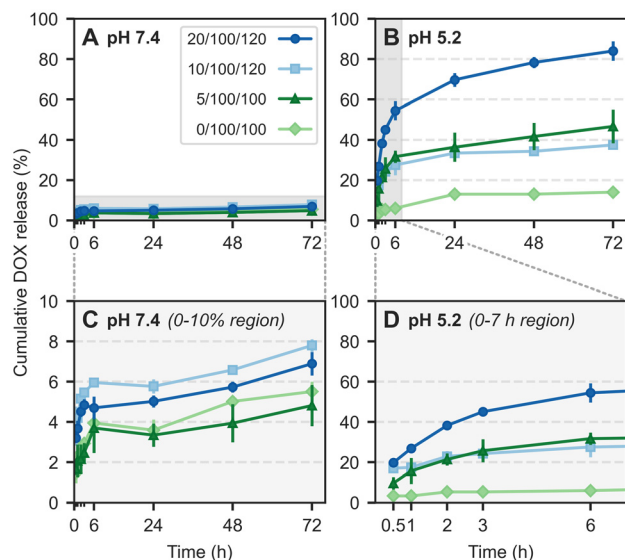 A pH 7.4
20/100/120
10/100/120
5/100/100
0/100/100
100
80
60
40
20
0
0 6 24 48 72
B pH 5.2
100
80
60
40
20
0
0 6 24 48 72
Cumulative DOX release (%)
C pH 7.4 (0-10% region)
10
8
6
4
2
0
0 6 24 48 72
Time (h)
D pH 5.2 (0-7 h region)
100
80
60
40
20
0
0.5 1 2 3 6
Time (h)